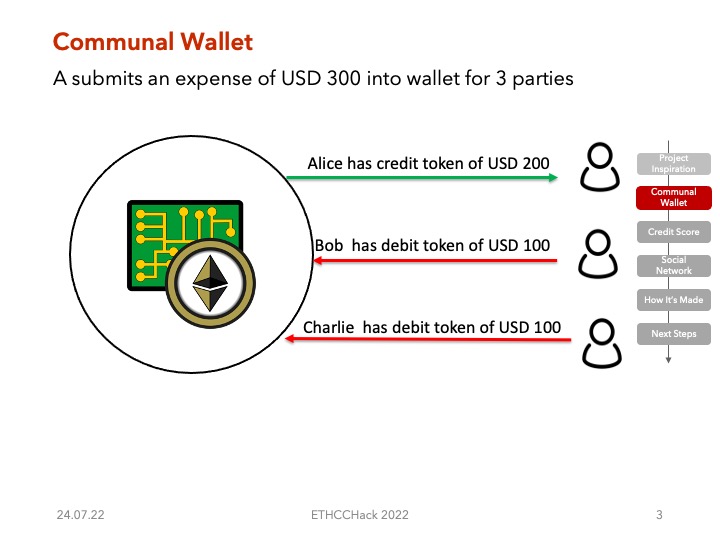 Communal Wallet
A submits an expense of USD 300 into wallet for 3 parties
Alice has credit token of USD 200
Bob  has debit token of USD 100
Charlie  has debit token of USD 100
Project
Inspiration
Communal
Wallet
Credit Score
Social
Network
How It's Made
Next Steps
24.07.22
ETHCCHack 2022
3